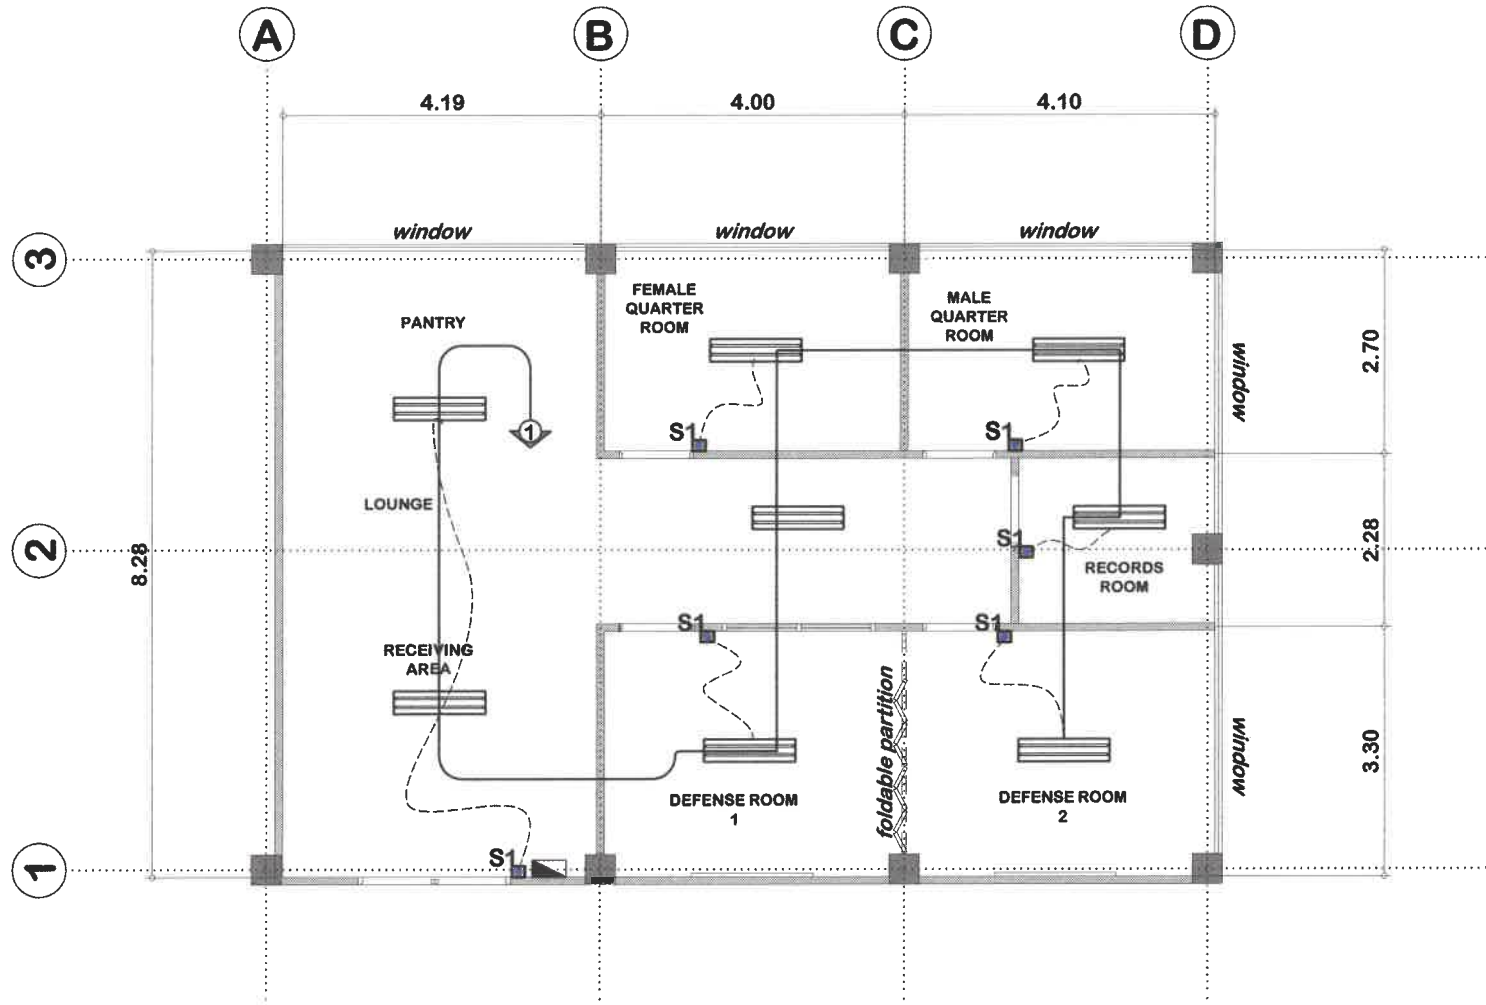 A B C D
4.19 4.00 4.10
window window window
3
FEMALE
QUARTER
ROOM
MALE
QUARTER
ROOM
PANTRY
window
2.70
S1 S1
1
LOUNGE
2
8.28
S1
2.28
RECORDS
ROOM
S1 S1
RECEIVING
AREA
foldable partition
window
3.30
DEFENSE ROOM
1
DEFENSE ROOM
2
S1
1